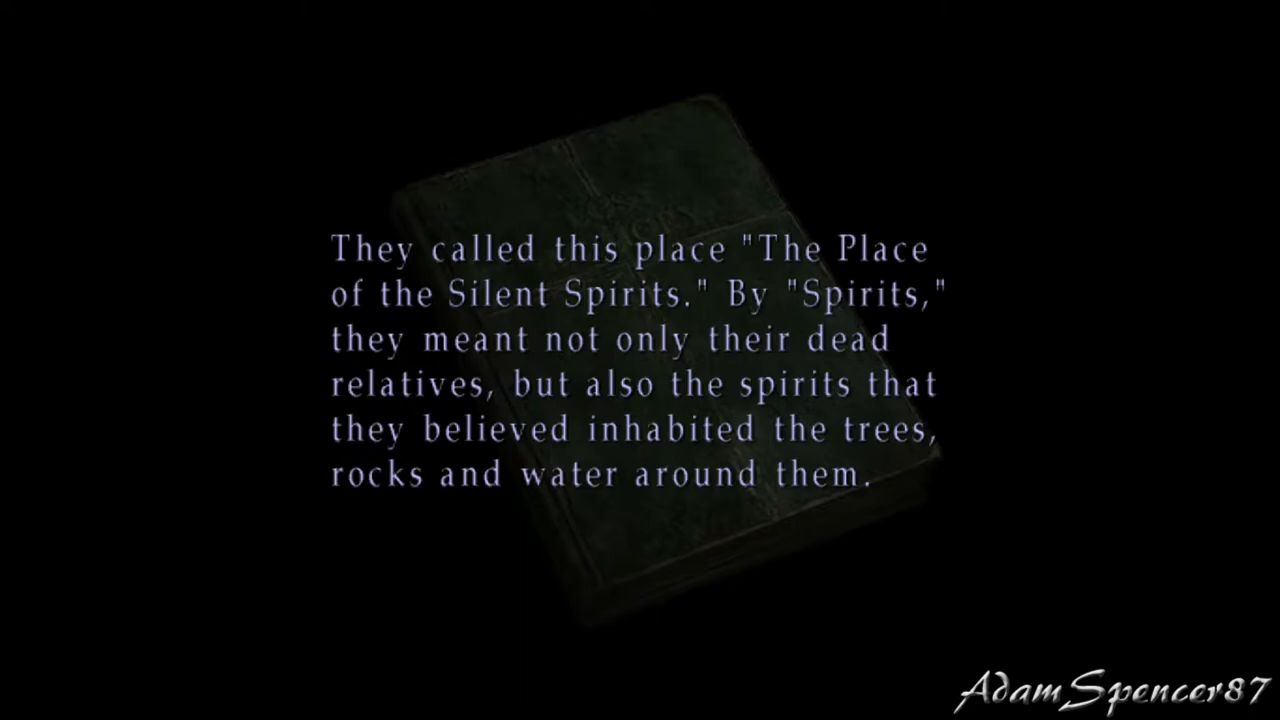 They called this place "The Place
of the Silent Spirits." By "Spirits,"
they meant not only their dead
relatives, but also the spirits that
they believed inhabited the trees,
rocks and water around them.
AdamSpencer87